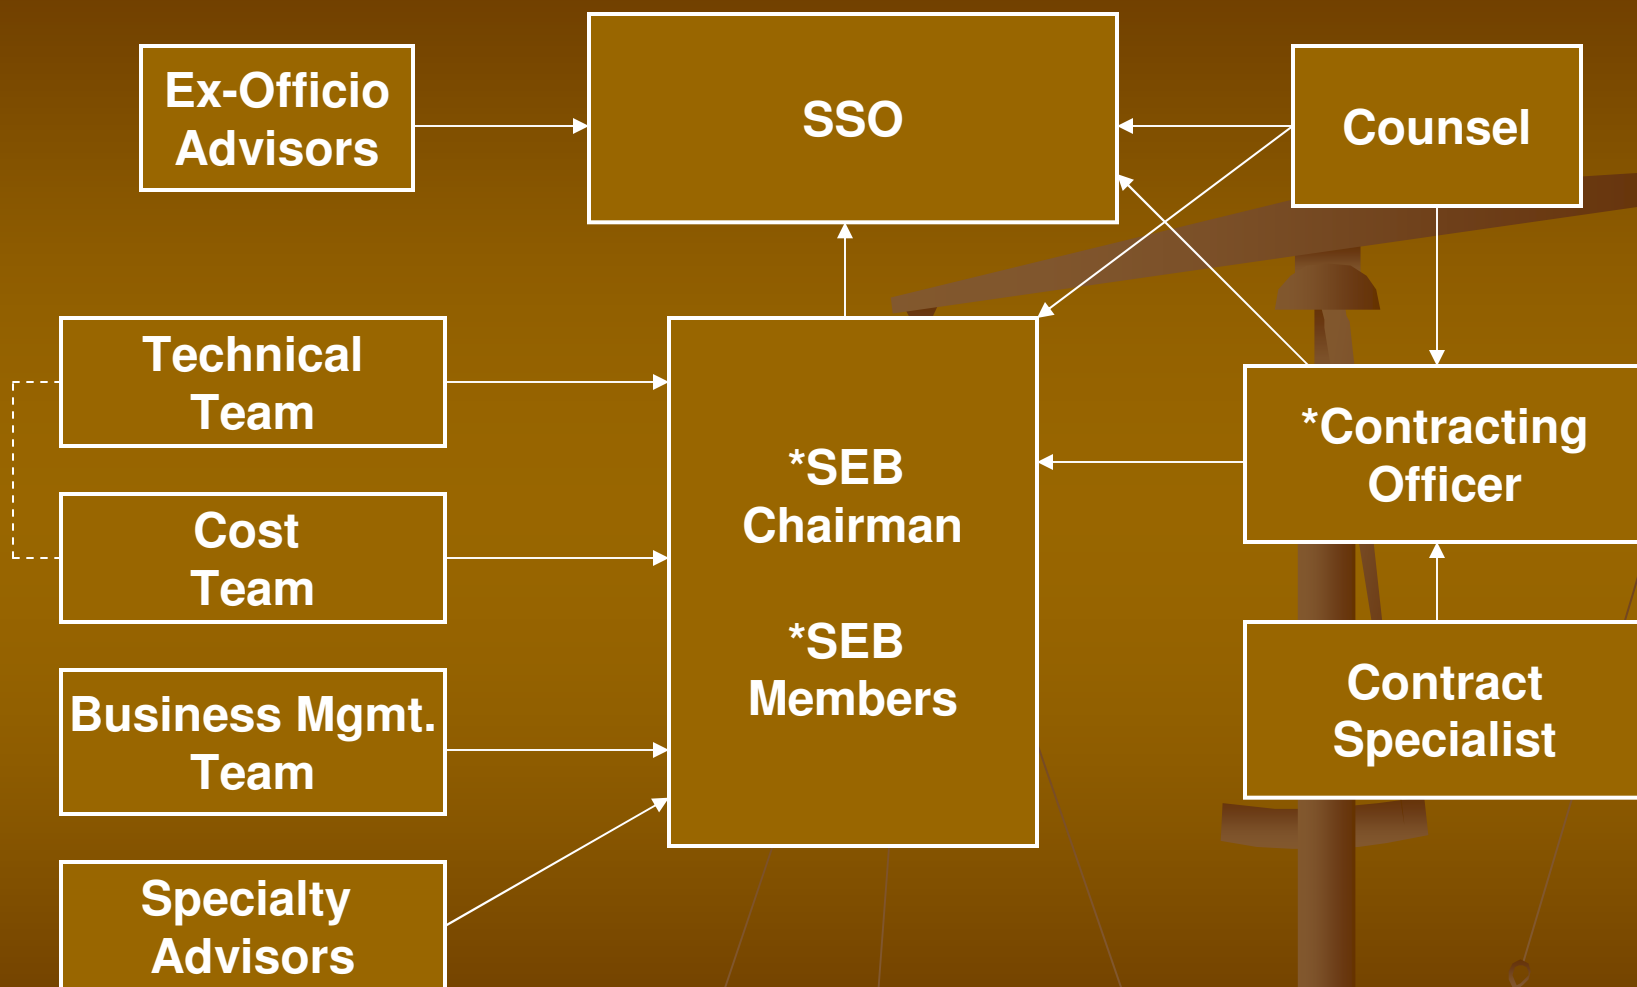 Ex-Officio
Advisors
SSO
Counsel
Technical
Team
Cost
Team
Business Mgmt.
Team
Specialty
Advisors
*SEB
Chairman
*SEB
Members
*Contracting
Officer
Contract
Specialist